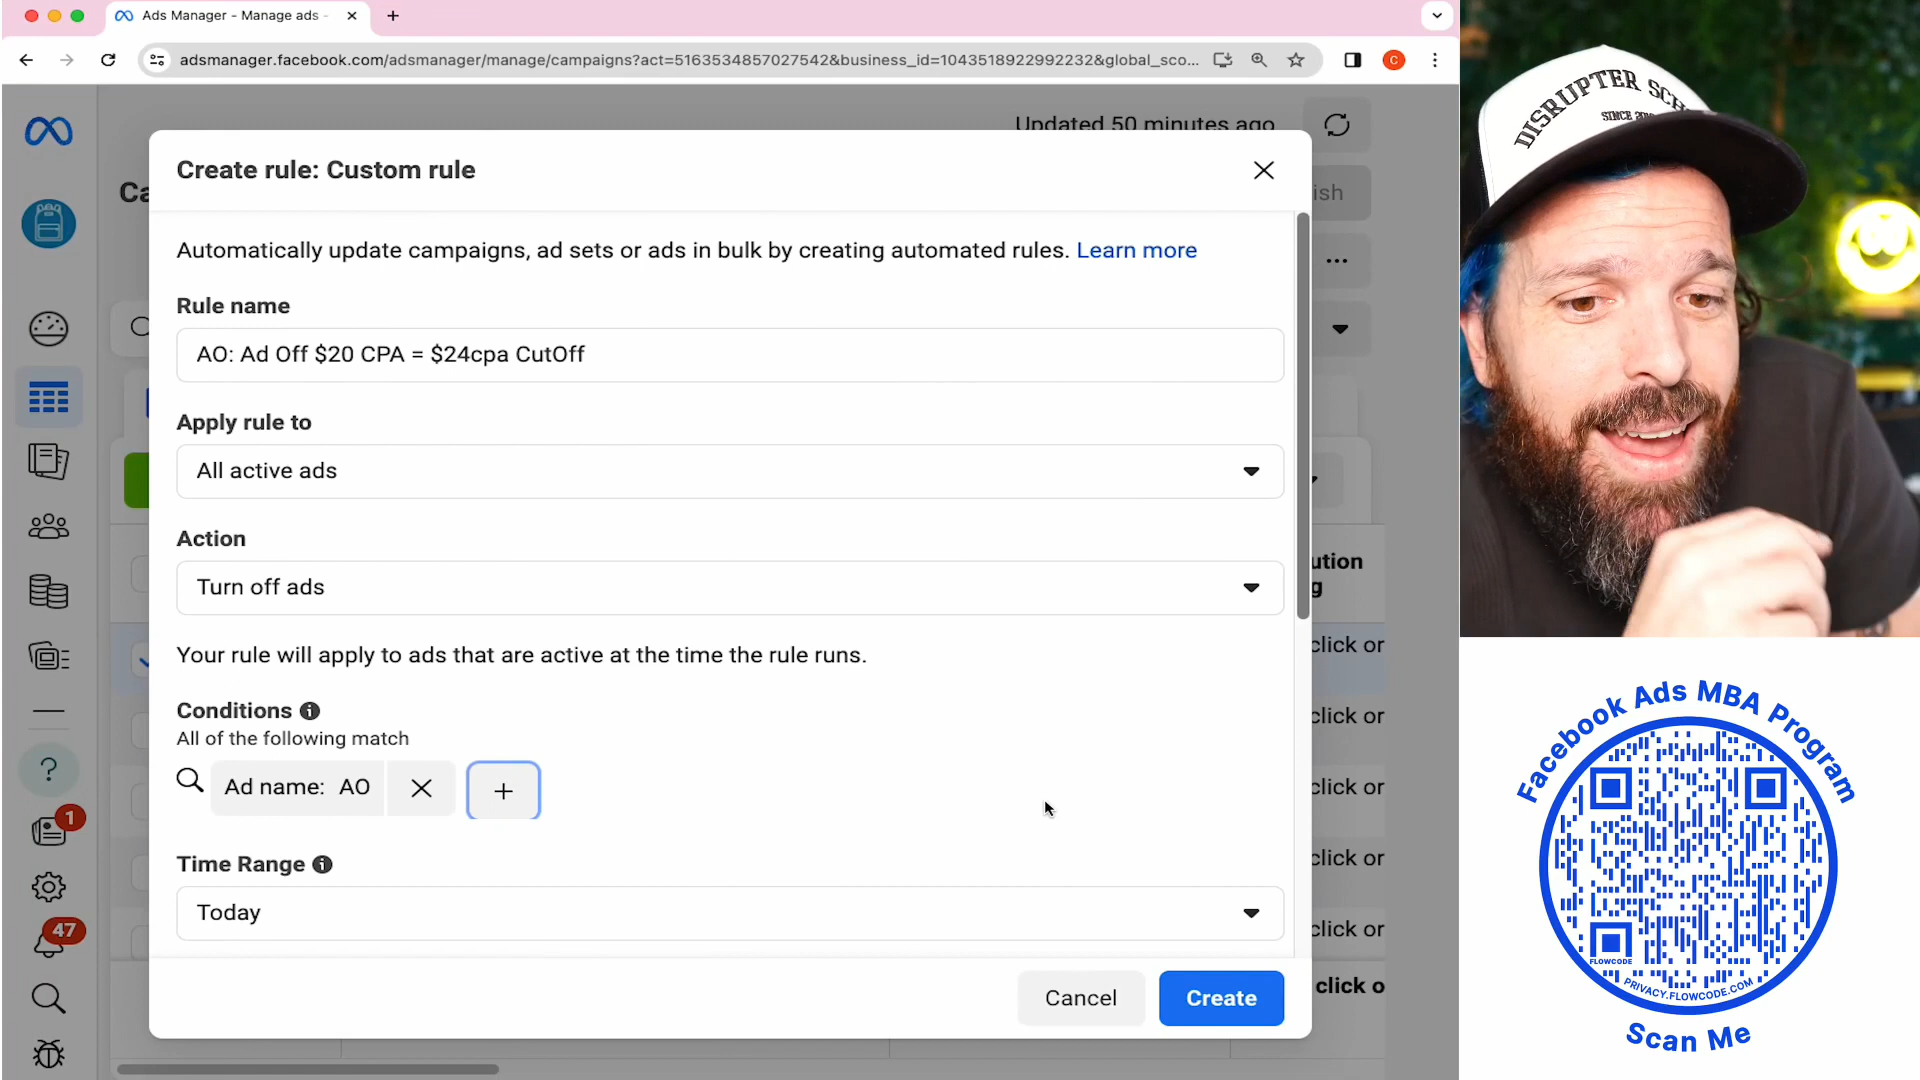 Ads Manager - Manage ads -
adsmanager.facebook.com/adsmanager/manage/campaigns?act=5163534857027542&business_id=1043518922992232&global_sco...
C
Updated 50 minutes ago
Ca
ish
Create rule: Custom rule
Automatically update campaigns, ad sets or ads in bulk by creating automated rules. Learn more
Rule name
AO: Ad Off $20 CPA = $24cpa CutOff
Apply rule to
All active ads
Action
Turn off ads
Your rule will apply to ads that are active at the time the rule runs.
Conditions
All of the following match
Ad name: AO
Time Range
Today
Cancel
Create
ution
g
click or
click or
click or
click or
click or
click o
?
1
47
DISRUPTER SCH
SINCE 20
Facebook Ads MBA Program
FLOWCODE
PRIVACY.FLOWCODE.COM
Scan Me